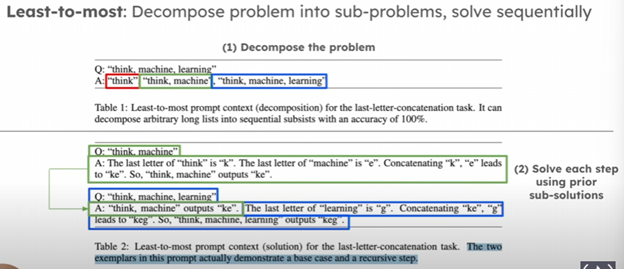 Least-to-most: Decompose problem into sub-problems, solve sequentially
(1) Decompose the problem
Q: “think, machine, learning”
A: “think”, “think, machine”, “think, machine, learning”
Table 1: Least-to-most prompt context (decomposition) for the last-letter-concatenation task. It can
decompose arbitrary long lists into sequential subsists with an accuracy of 100%.
Q: “think, machine”
A: The last letter of “think” is “k”. The last letter of “machine” is “e”. Concatenating “k”, “e” leads
to “ke”. So, “think, machine” outputs “ke”.
(2) Solve each step
using prior
sub-solutions
Q: “think, machine, learning”
A: “think, machine” outputs “ke”. The last letter of “learning” is “g”. Concatenating “ke”, “g”
leads to “keg”. So, “think, machine, learning” outputs “keg”.
Table 2: Least-to-most prompt context (solution) for the last-letter-concatenation task. The two
exemplars in this prompt actually demonstrate a base case and a recursive step.